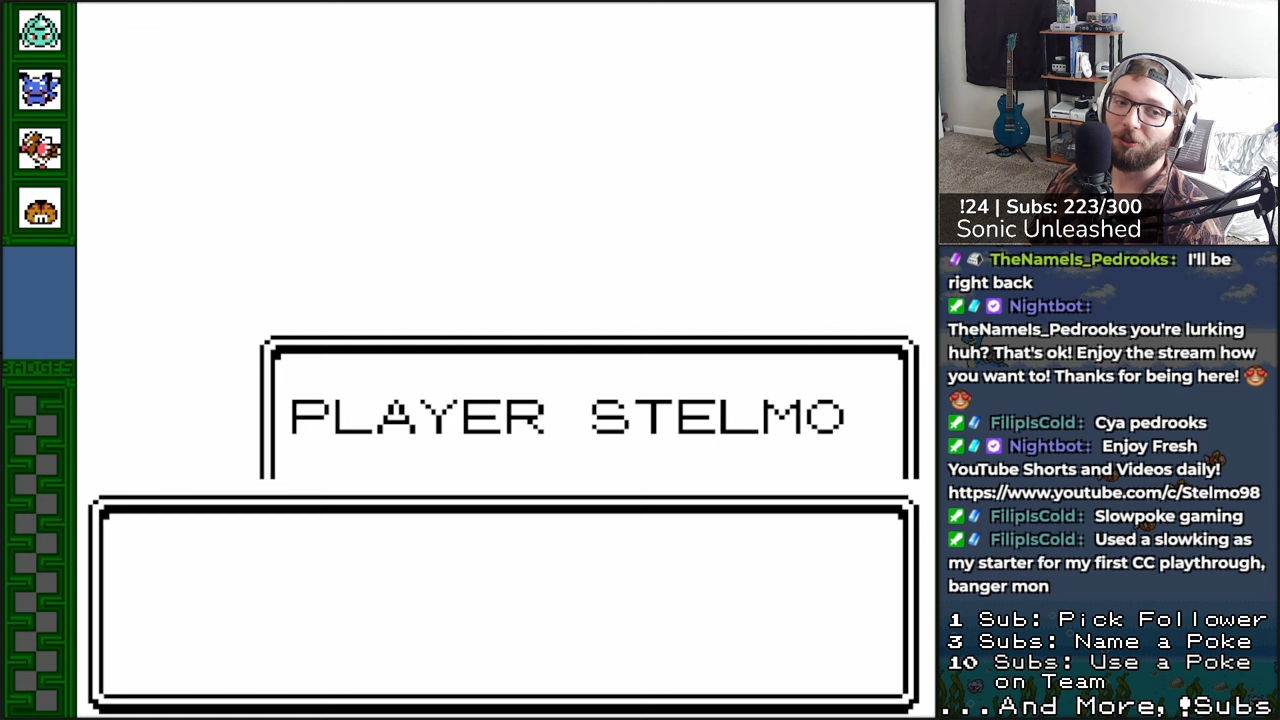 BADGES
PLAYER STELMO
!24 | Subs: 223/300
Sonic Unleashed
TheNameIs_Pedrooks: I'll be
right back
Nightbot:
TheNameIs_Pedrooks you're lurking
huh? That's ok! Enjoy the stream how
you want to! Thanks for being here! 😍
😍
FilipIsCold: Cya pedrooks
Nightbot: Enjoy Fresh
YouTube Shorts and Videos daily!
https://www.youtube.com/c/Stelmo98
FilipIsCold: Slowpoke gaming
FilipIsCold: Used a slowking as
my starter for my first CC playthrough,
banger mon
1 Sub: Pick Follower
3 Subs: Name a Poke
10 Subs: Use a Poke
on Team
...And More, !Subs